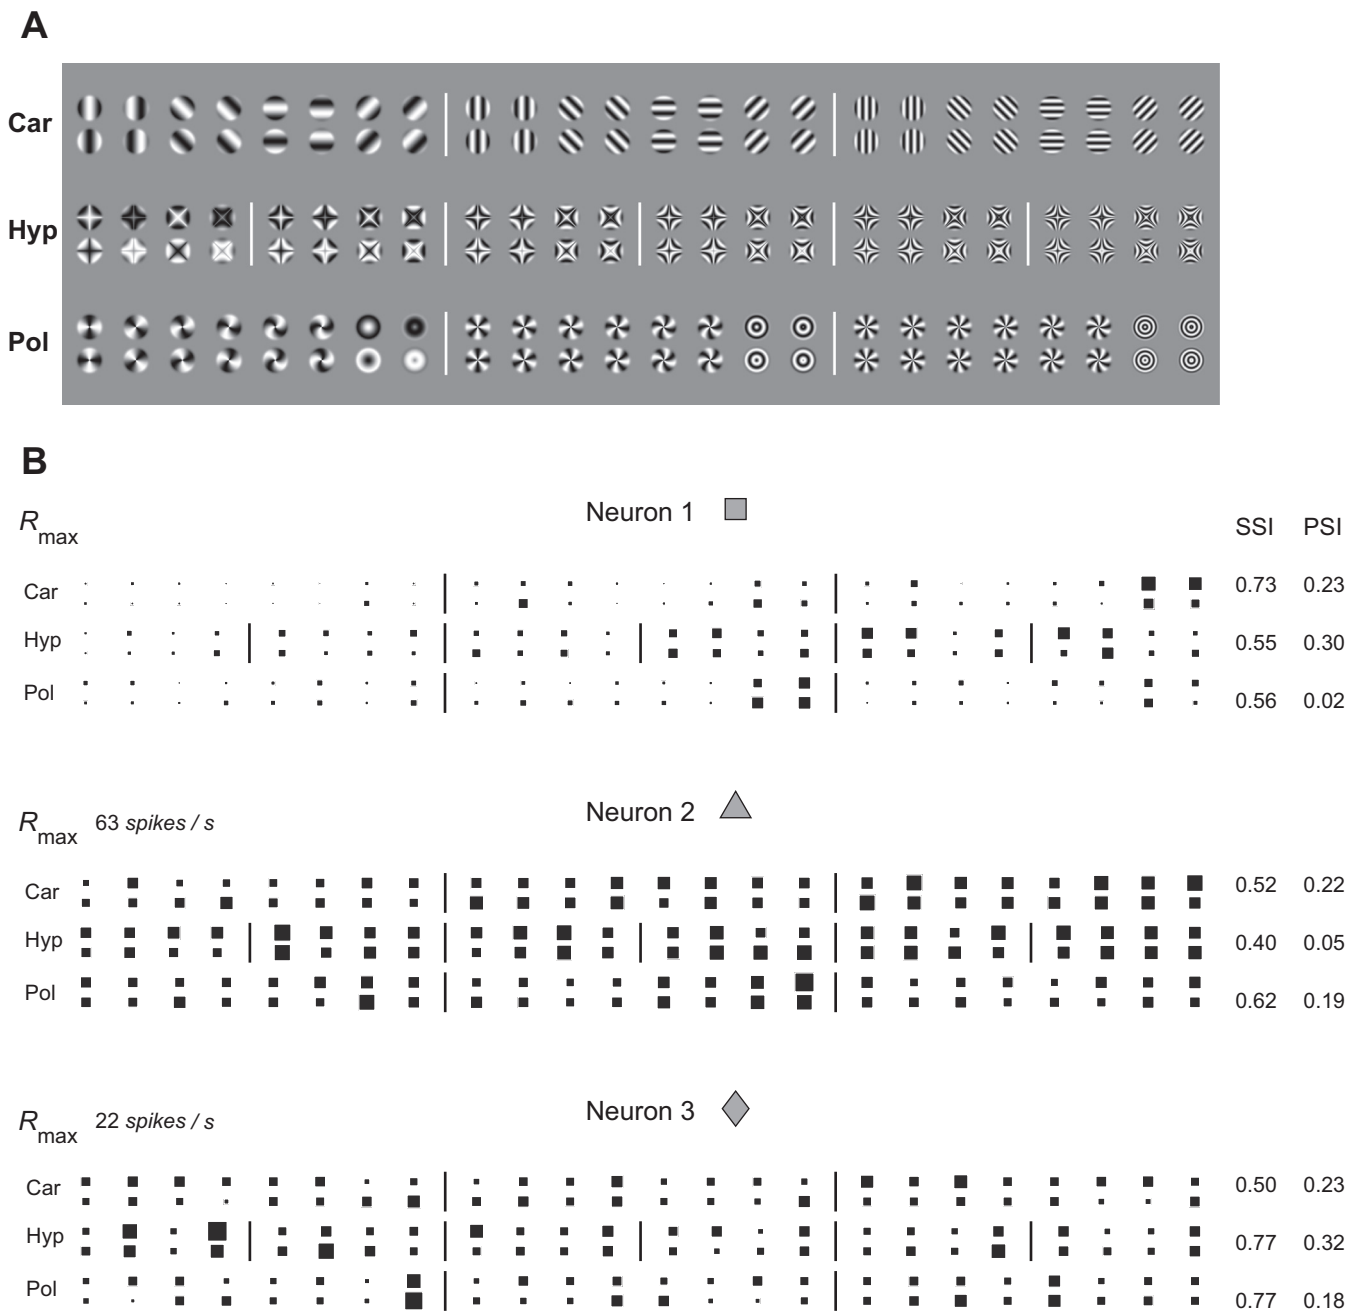 A
Car
Hyp
Pol
B
R max
Neuron 1
SSI PSI
Car 0.73 0.23
Hyp 0.55 0.30
Pol 0.56 0.02
R max 63 spikes / s
Neuron 2
Car 0.52 0.22
Hyp 0.40 0.05
Pol 0.62 0.19
R max 22 spikes / s
Neuron 3
Car 0.50 0.23
Hyp 0.77 0.32
Pol 0.77 0.18